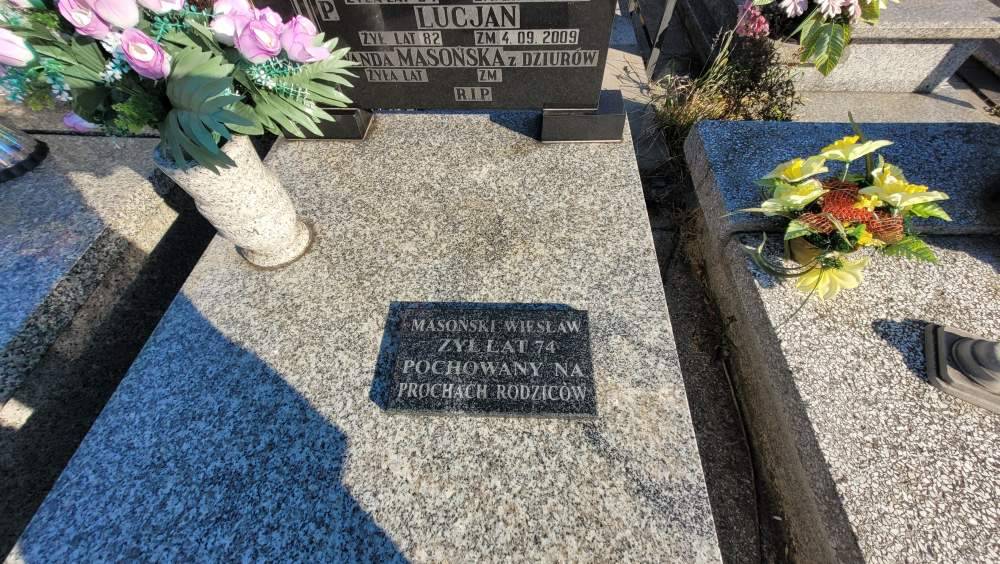 P
LUCJAN
ŻYŁ LAT 82 ZM 4.09.2009
NDA MASOŃSKA Z DZIURÓW
ŻYŁA LAT ZM
R.I.P
MASOŃSKI WIESŁAW
ŻYŁ LAT 74
POCHOWANY NA
PROCHACH RODZICÓW